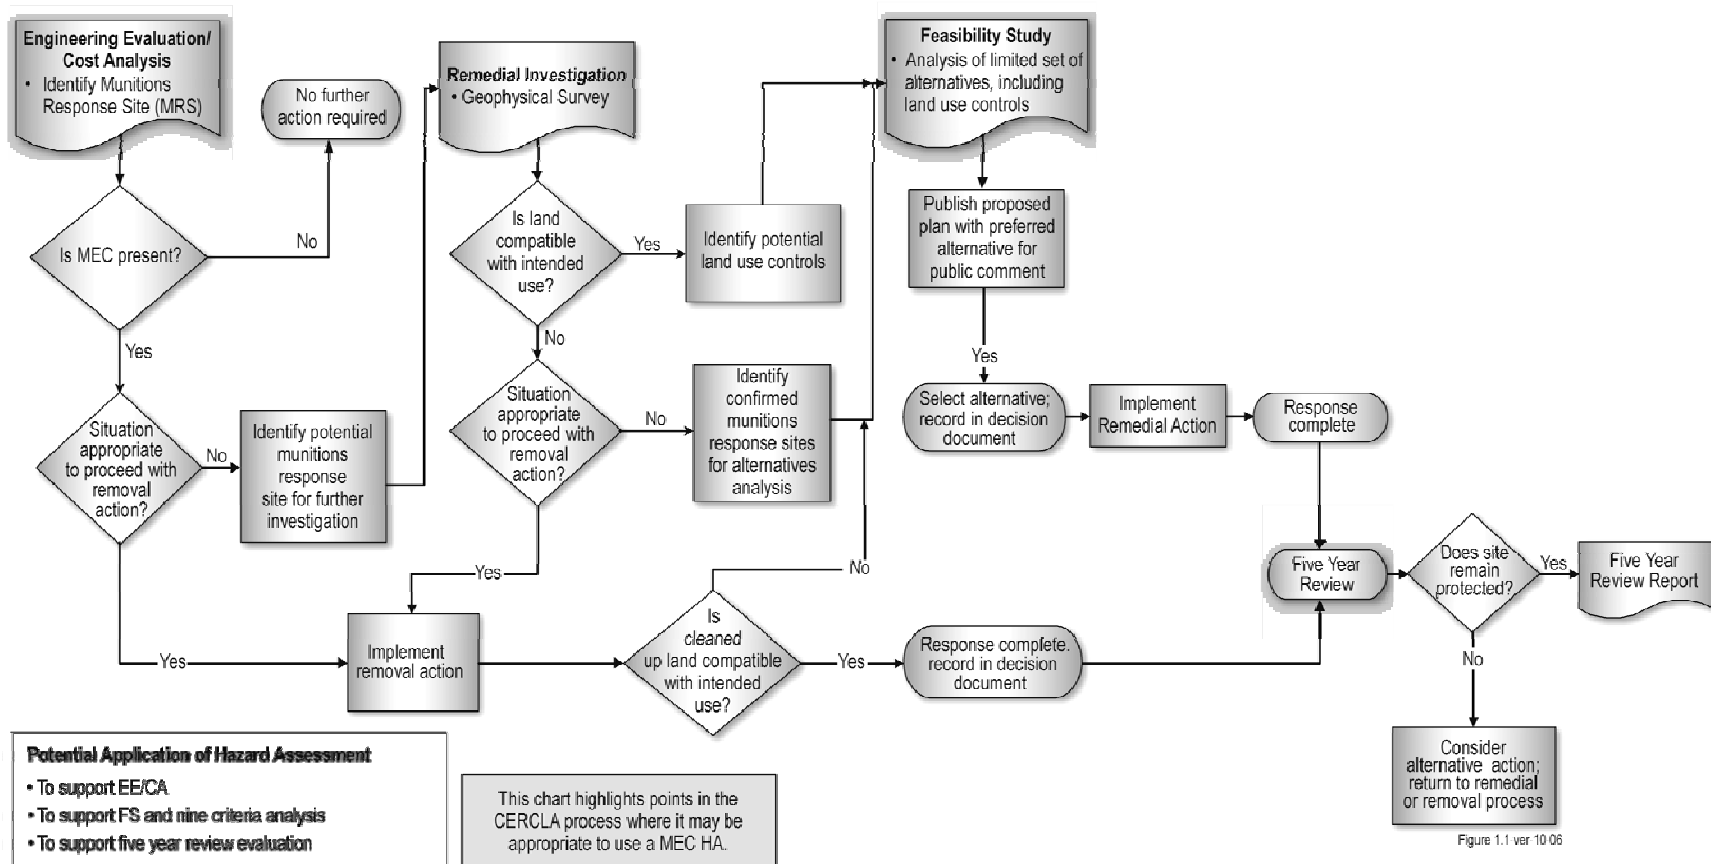 Engineering Evaluation/
Cost Analysis
• Identify Munitions
Response Site (MRS)
No further
action required
Is MEC present?
No
Yes
Situation
appropriate
to proceed with
removal
action?
No
Identify potential
munitions
response
site for further
investigation
Yes
Remedial Investigation
• Geophysical Survey
Is land
compatible
with intended
use?
Yes
Identify potential
land use controls
No
Situation
appropriate
to proceed with
removal
action?
No
Identify
confirmed
munitions
response sites
for alternatives
analysis
Yes
Implement
removal action
Is
cleaned
up land compatible
with intended
use?
No
Yes
Response complete.
record in decision
document
Feasibility Study
• Analysis of limited set of
alternatives, including
land use controls
Publish proposed
plan with preferred
alternative for
public comment
Yes
Select alternative;
record in decision
document
Implement
Remedial Action
Response
complete
Five Year
Review
Does site
remain
protected?
Yes
Five Year
Review Report
No
Consider
alternative action;
return to remedial
or removal process
Figure 1.1 ver 10 06
Potential Application of Hazard Assessment
• To support EE/CA
• To support FS and nine criteria analysis
• To support five year review evaluation
This chart highlights points in the
CERCLA process where it may be
appropriate to use a MEC HA.